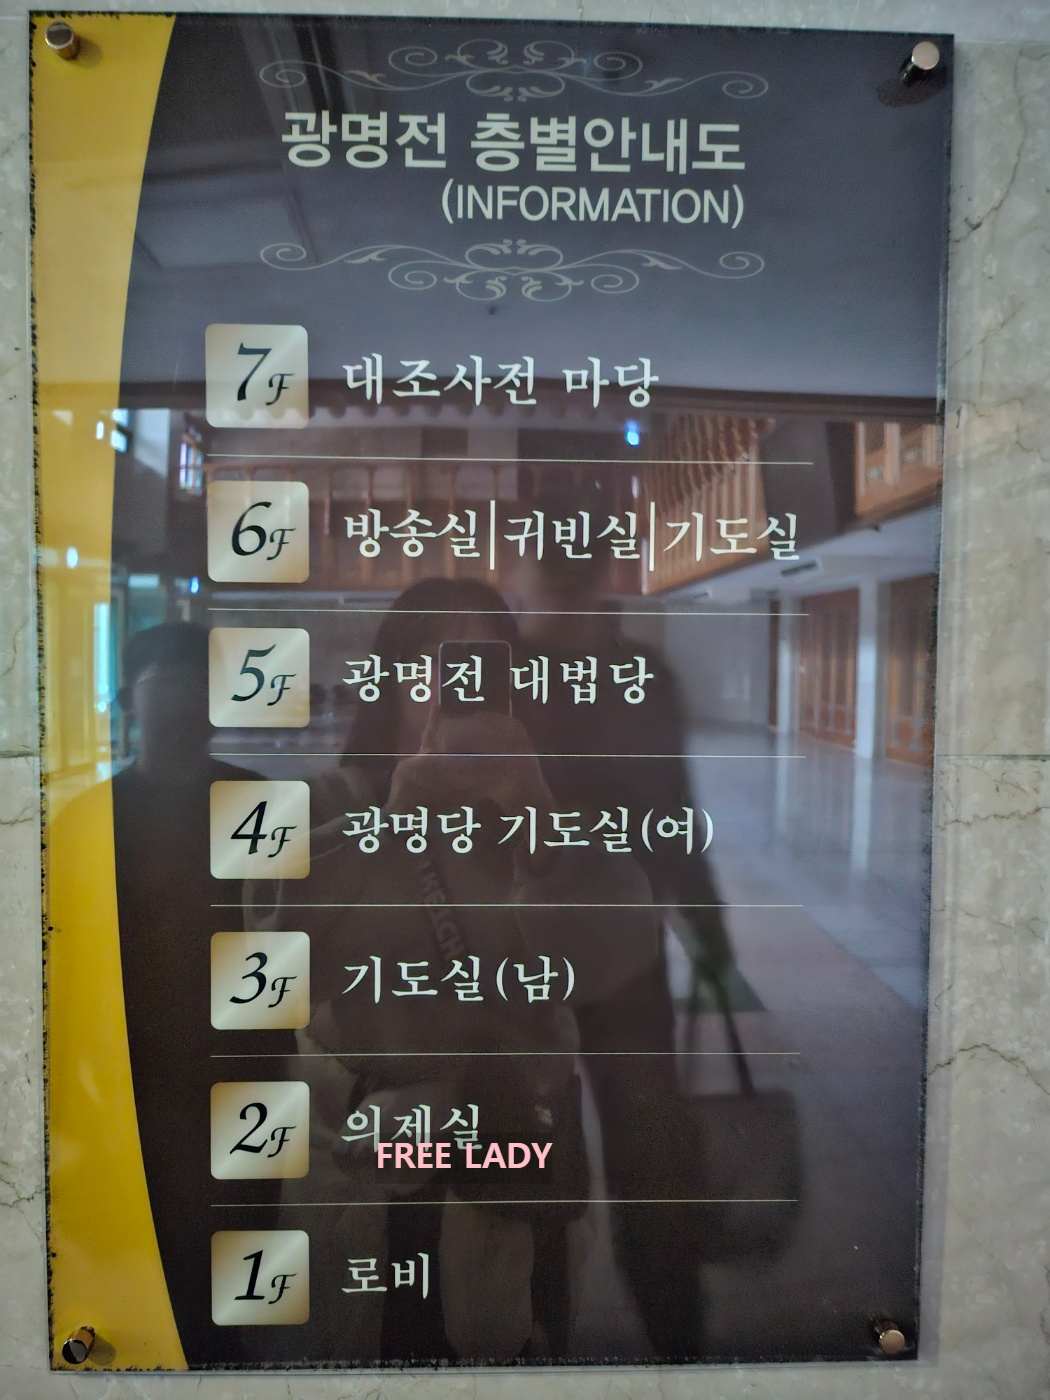 광명전 층별안내도
(INFORMATION)
7F 대조사전 마당
6F 방송실|귀빈실|기도실
5F 광명전 대법당
4F 광명당 기도실(여)
3F 기도실(남)
2F 의제실
FREE LADY
1F 로비